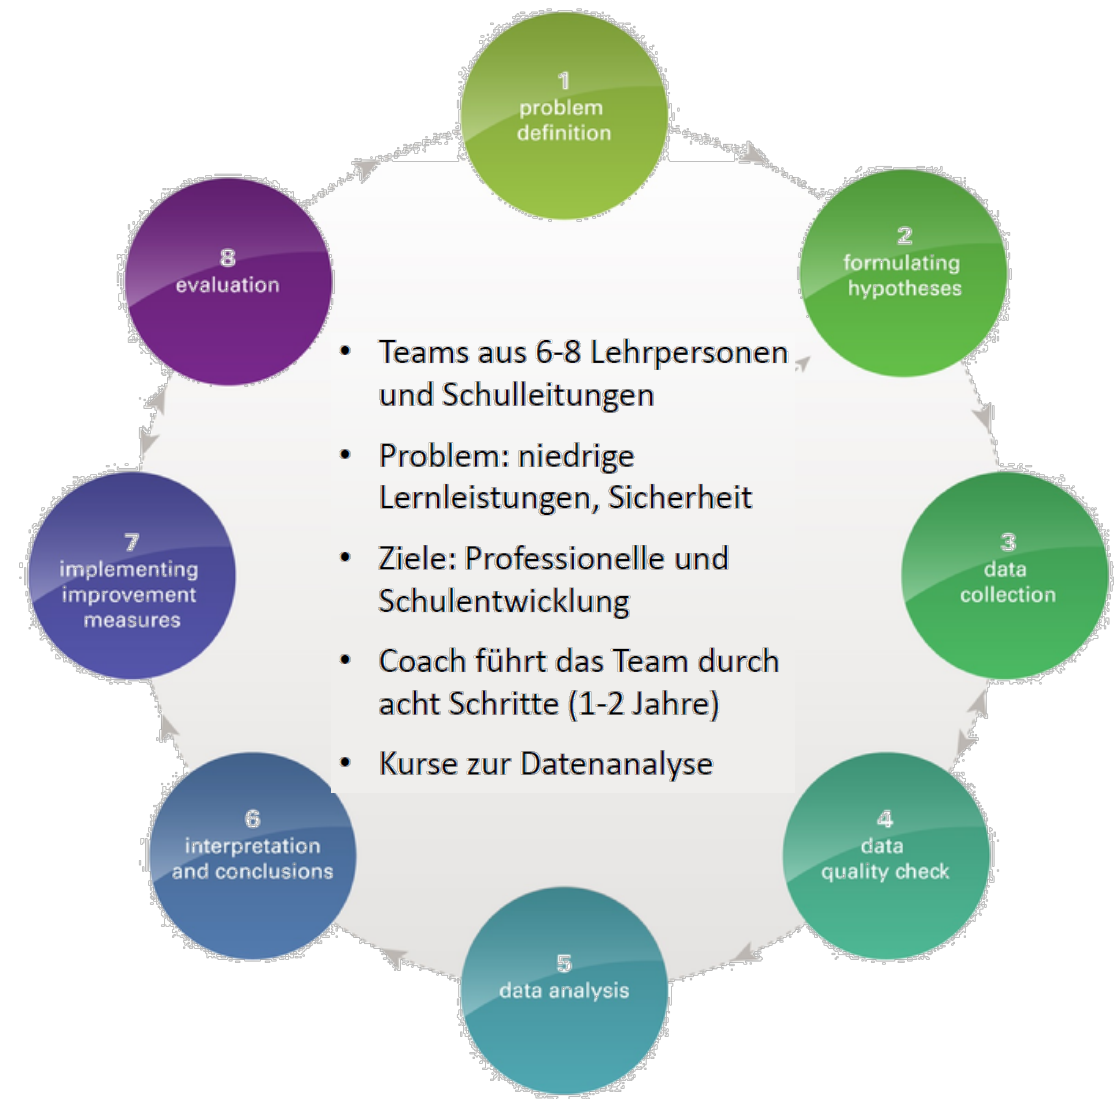 1
problem
definition
2
formulating
hypotheses
3
data
collection
4
data
quality check
5
data analysis
6
interpretation
and conclusions
7
implementing
improvement
measures
8
evaluation
• Teams aus 6-8 Lehrpersonen
und Schulleitungen
• Problem: niedrige
Lernleistungen, Sicherheit
• Ziele: Professionelle und
Schulentwicklung
• Coach führt das Team durch
acht Schritte (1-2 Jahre)
• Kurse zur Datenanalyse